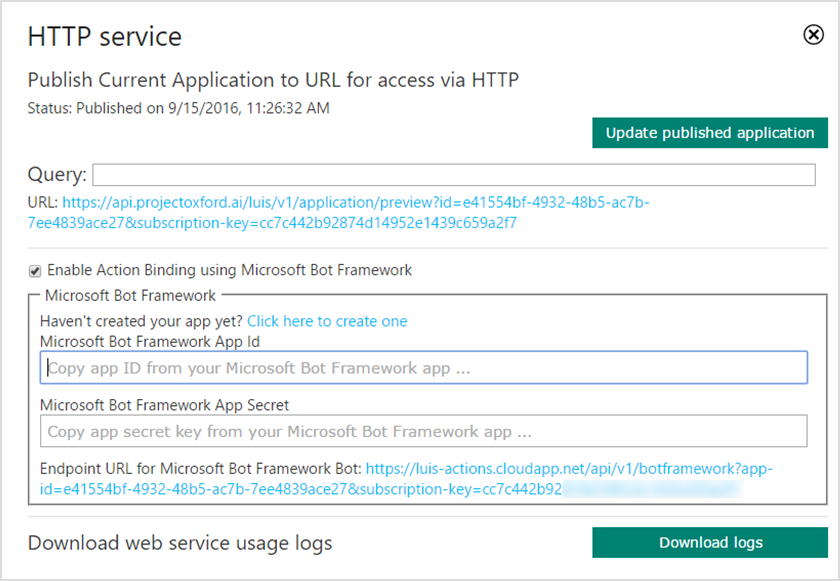 HTTP service
Publish Current Application to URL for access via HTTP
Status: Published on 9/15/2016, 11:26:32 AM
Update published application
Query:
URL: https://api.projectoxford.ai/luis/v1/application/preview?id=e41554bf-4932-48b5-ac7b-
7ee4839ace27&subscription-key=cc7c442b92874d14952e1439c659a2f7
Enable Action Binding using Microsoft Bot Framework
Microsoft Bot Framework
Haven't created your app yet? Click here to create one
Microsoft Bot Framework App Id
Copy app ID from your Microsoft Bot Framework app ...
Microsoft Bot Framework App Secret
Copy app secret key from your Microsoft Bot Framework app ...
Endpoint URL for Microsoft Bot Framework Bot: https://luis-actions.cloudapp.net/api/v1/botframework?app-
id=e41554bf-4932-48b5-ac7b-7ee4839ace27&subscription-key=cc7c442b92
Download web service usage logs
Download logs